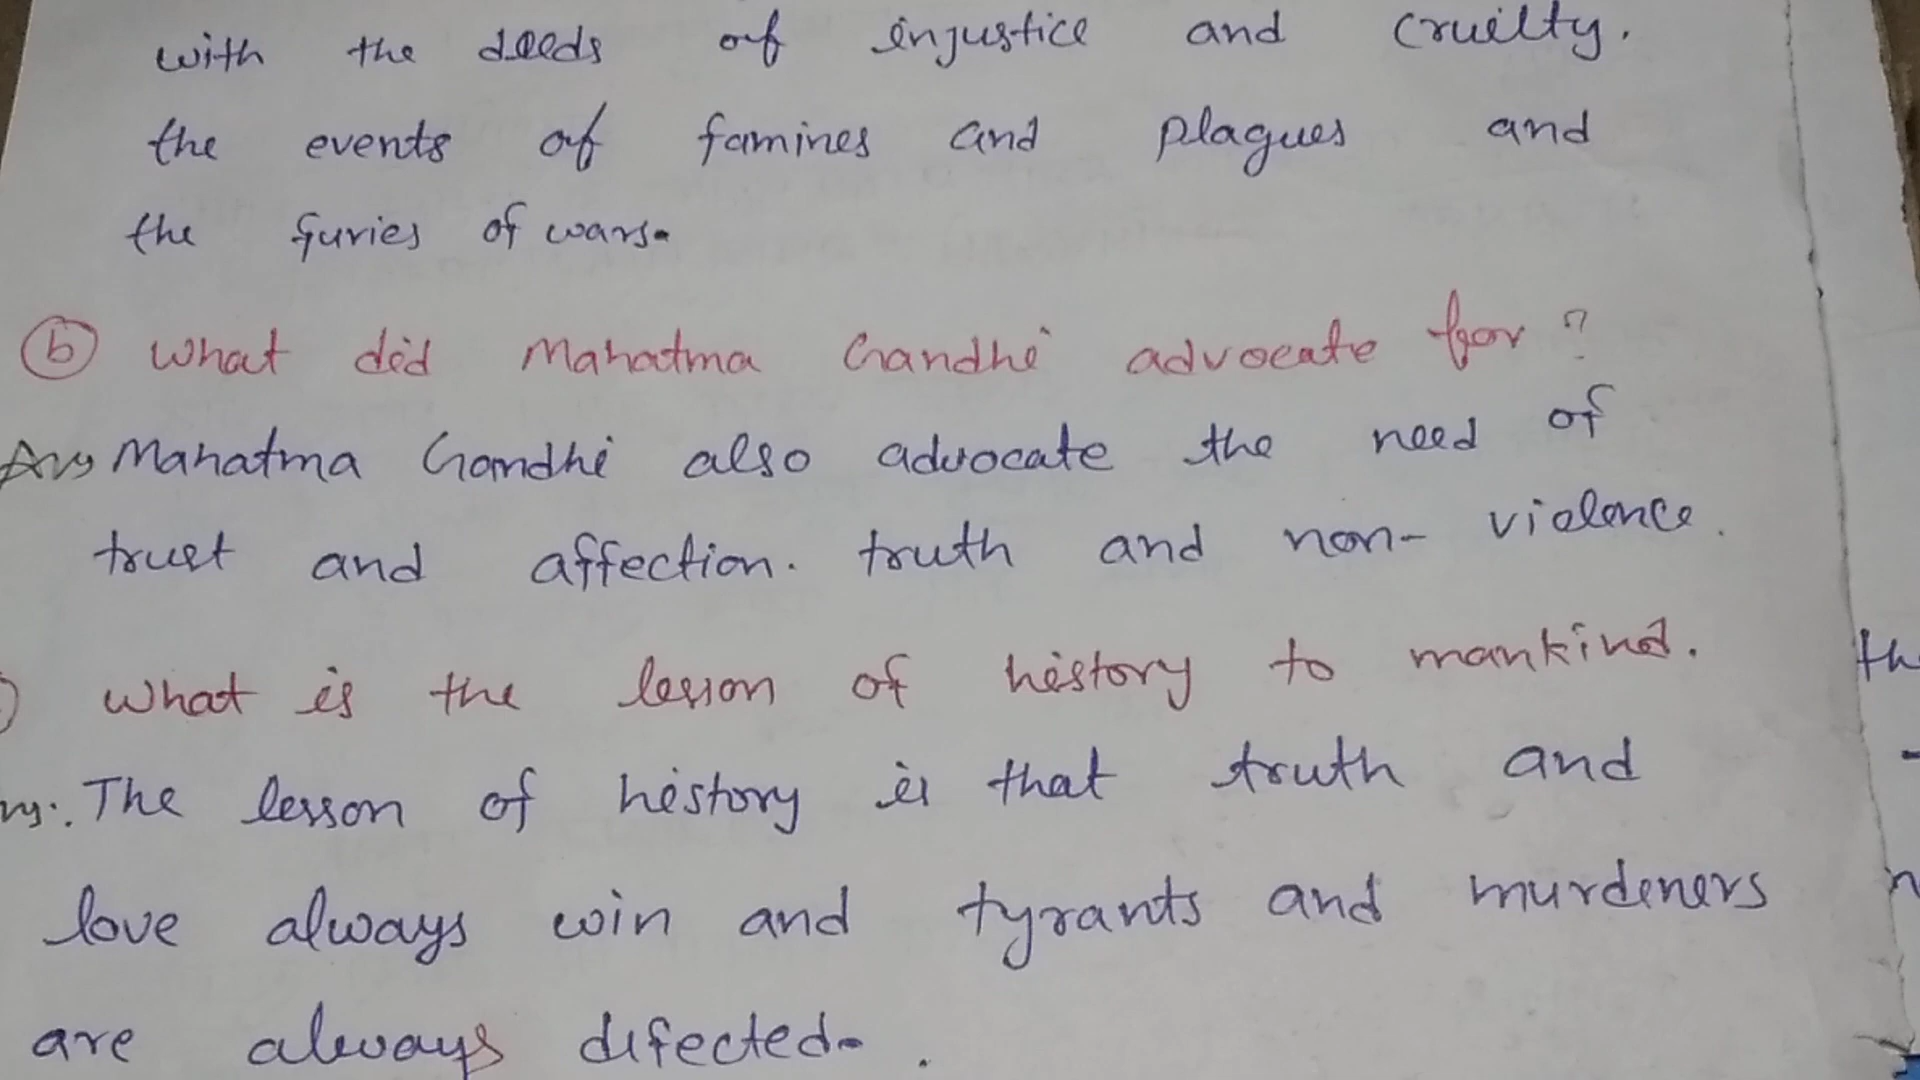 with the deeds of injustice and cruilty.
the events of famines and plagues and
the furies of wars.
b What did Mahatma Gandhi advocate for ?
Ans Mahatma Gandhi also advocate the need of
trust and affection. truth and non- violence.
What is the lesson of history to mankind.
The lesson of history is that truth and
love always win and tyrants and murderers
are always difected.